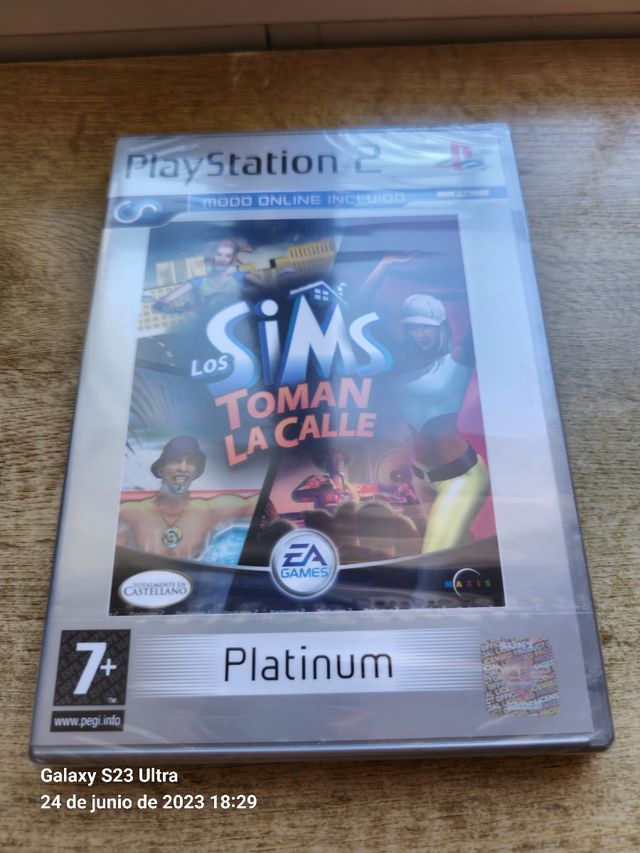 PlayStation 2
MODO ONLINE INCLUIDO
PAL
LOS SiMS
TOMAN
LA CALLE
EA
GAMES
MAXIS
TOTALMENTE EN
CASTELLANO
7+
www.pegi.info
Platinum
Galaxy S23 Ultra
24 de junio de 2023 18:29